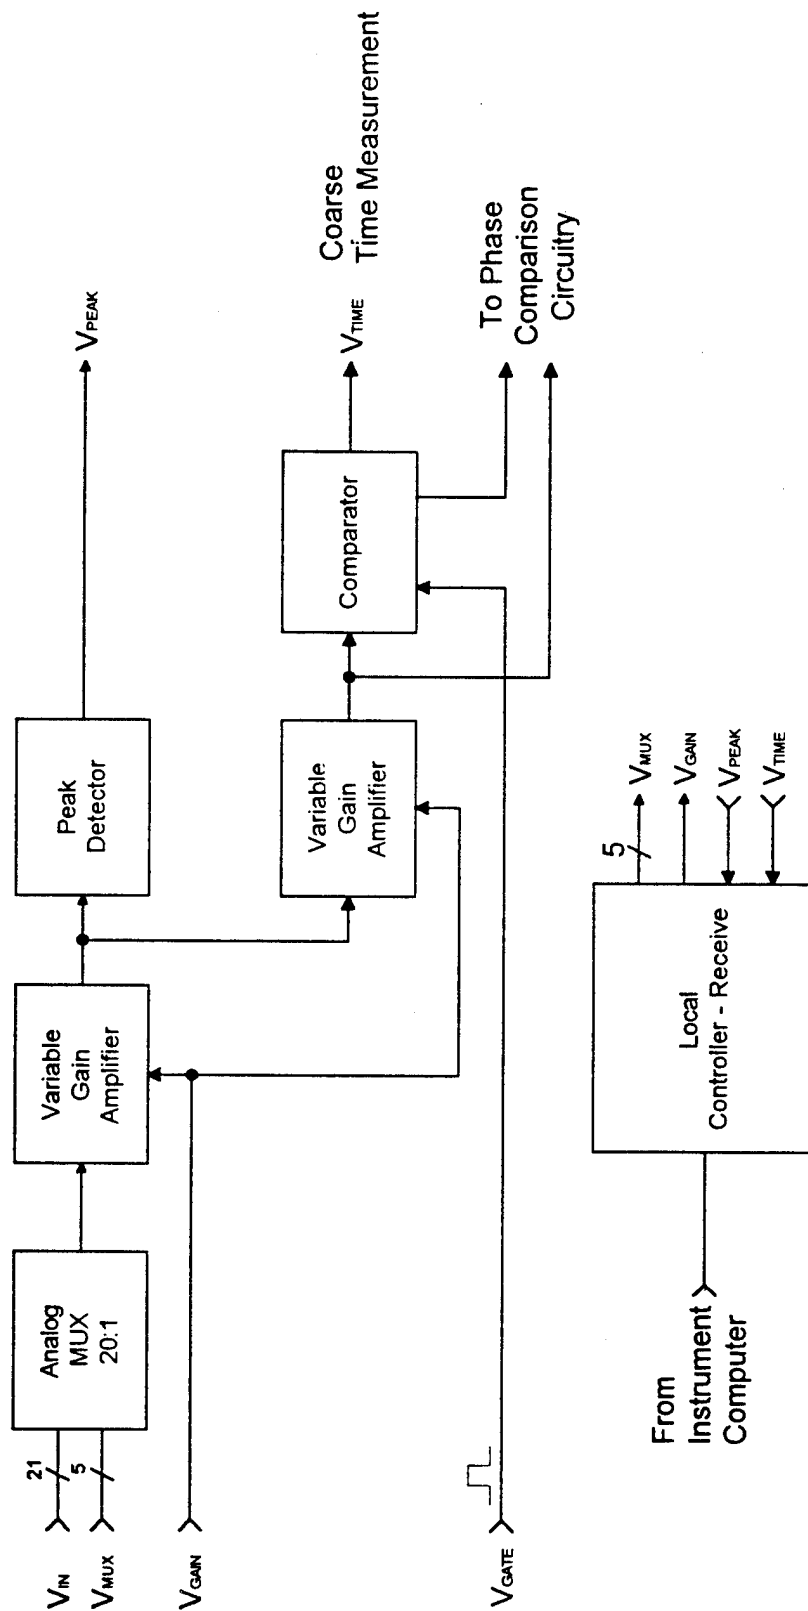 V_IN
21
V_MUX
5
Analog
MUX
20:1
V_GAIN
Variable
Gain
Amplifier
Peak
Detector
V_PEAK
Variable
Gain
Amplifier
Comparator
V_TIME
Coarse
Time Measurement
To Phase
Comparison
Circuitry
V_GATE
From
Instrument
Computer
Local
Controller - Receive
5
V_MUX
V_GAIN
V_PEAK
V_TIME